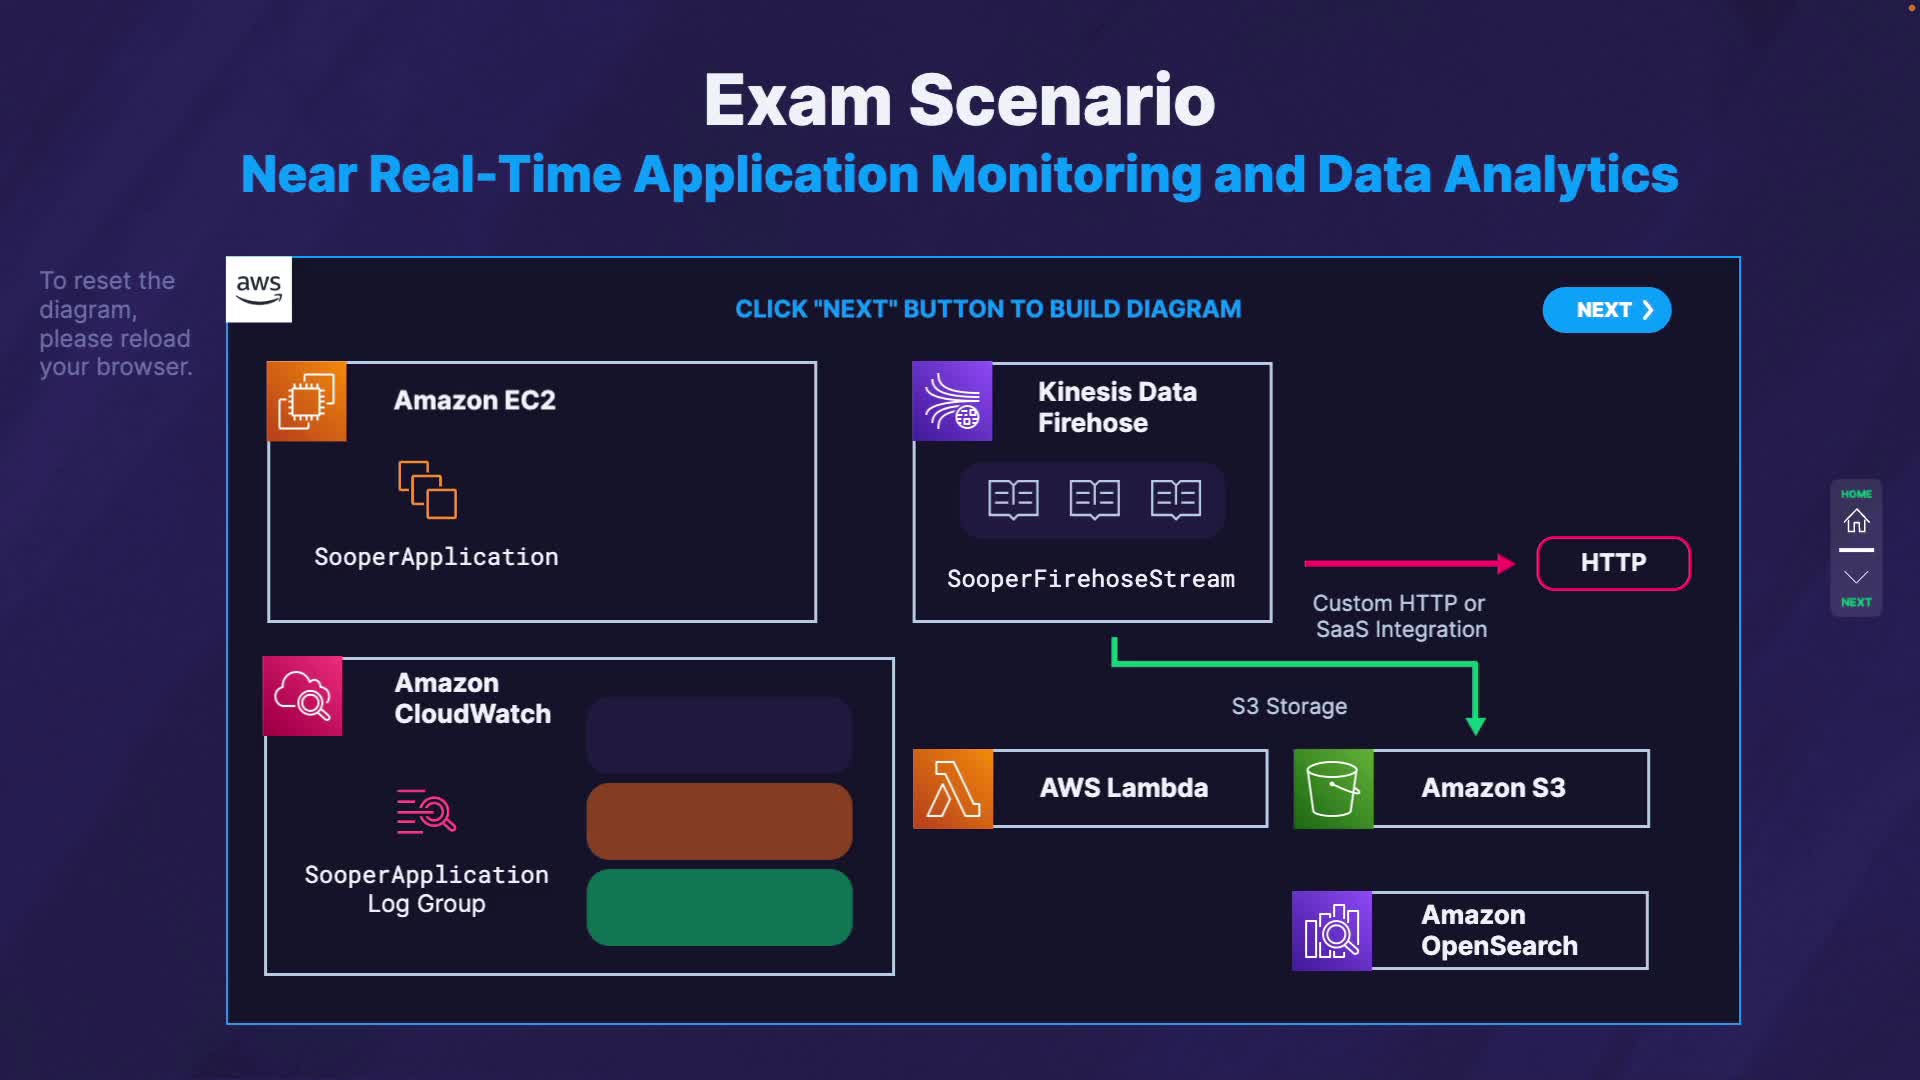 Exam Scenario
Near Real-Time Application Monitoring and Data Analytics
To reset the
diagram,
please reload
your browser.
aws
CLICK "NEXT" BUTTON TO BUILD DIAGRAM
NEXT
Amazon EC2
SooperApplication
Kinesis Data
Firehose
SooperFirehoseStream
HTTP
Custom HTTP or
SaaS Integration
HOME
NEXT
Amazon
CloudWatch
SooperApplication
Log Group
S3 Storage
AWS Lambda
Amazon S3
Amazon
OpenSearch